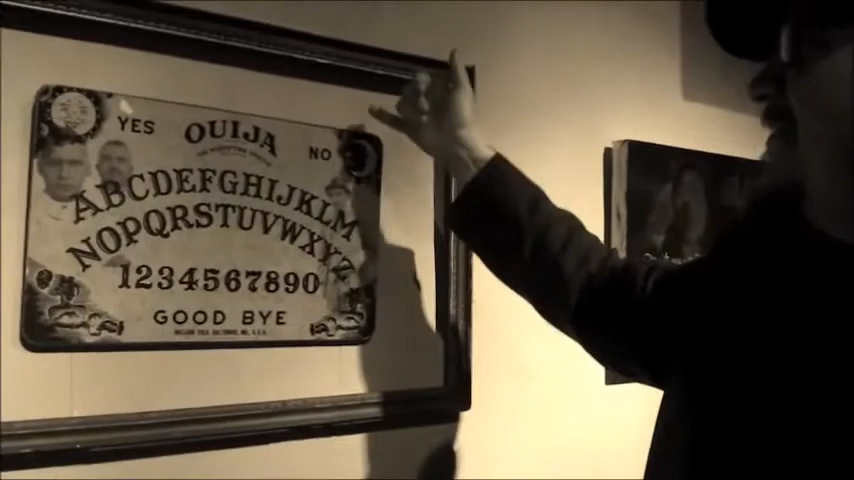 YES OUIJA NO
ABCDEFGHIJKLM
NOPQRSTUVWXYZ
1234567890
GOOD BYE